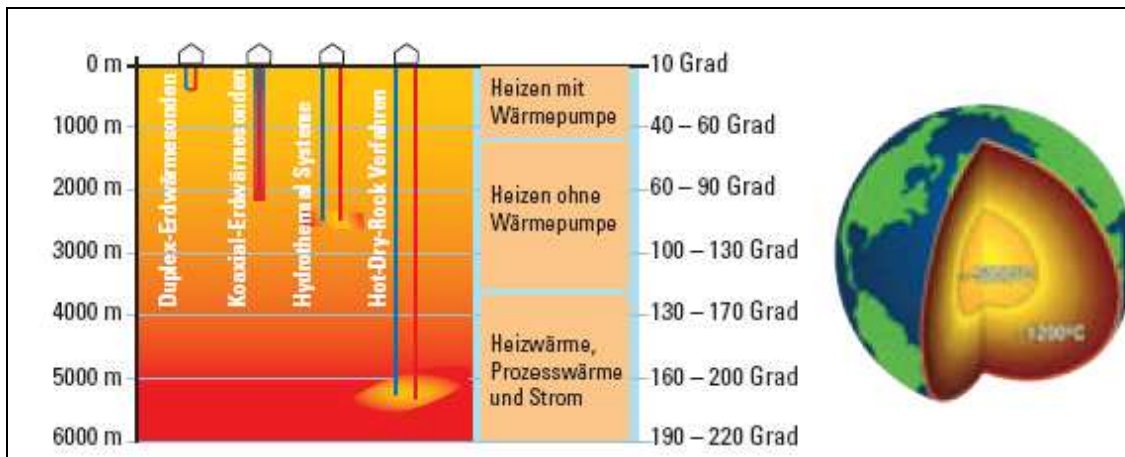 0 m
1000 m
2000 m
3000 m
4000 m
5000 m
6000 m
Duplex-Erdwärmesonden
Koaxial-Erdwärmesonden
Hydrothermal Systeme
Hot-Dry-Rock Verfahren
Heizen mit
Wärmepumpe
Heizen ohne
Wärmepumpe
Heizwärme,
Prozesswärme
und Strom
10 Grad
40 – 60 Grad
60 – 90 Grad
100 – 130 Grad
130 – 170 Grad
160 – 200 Grad
190 – 220 Grad
1200°C